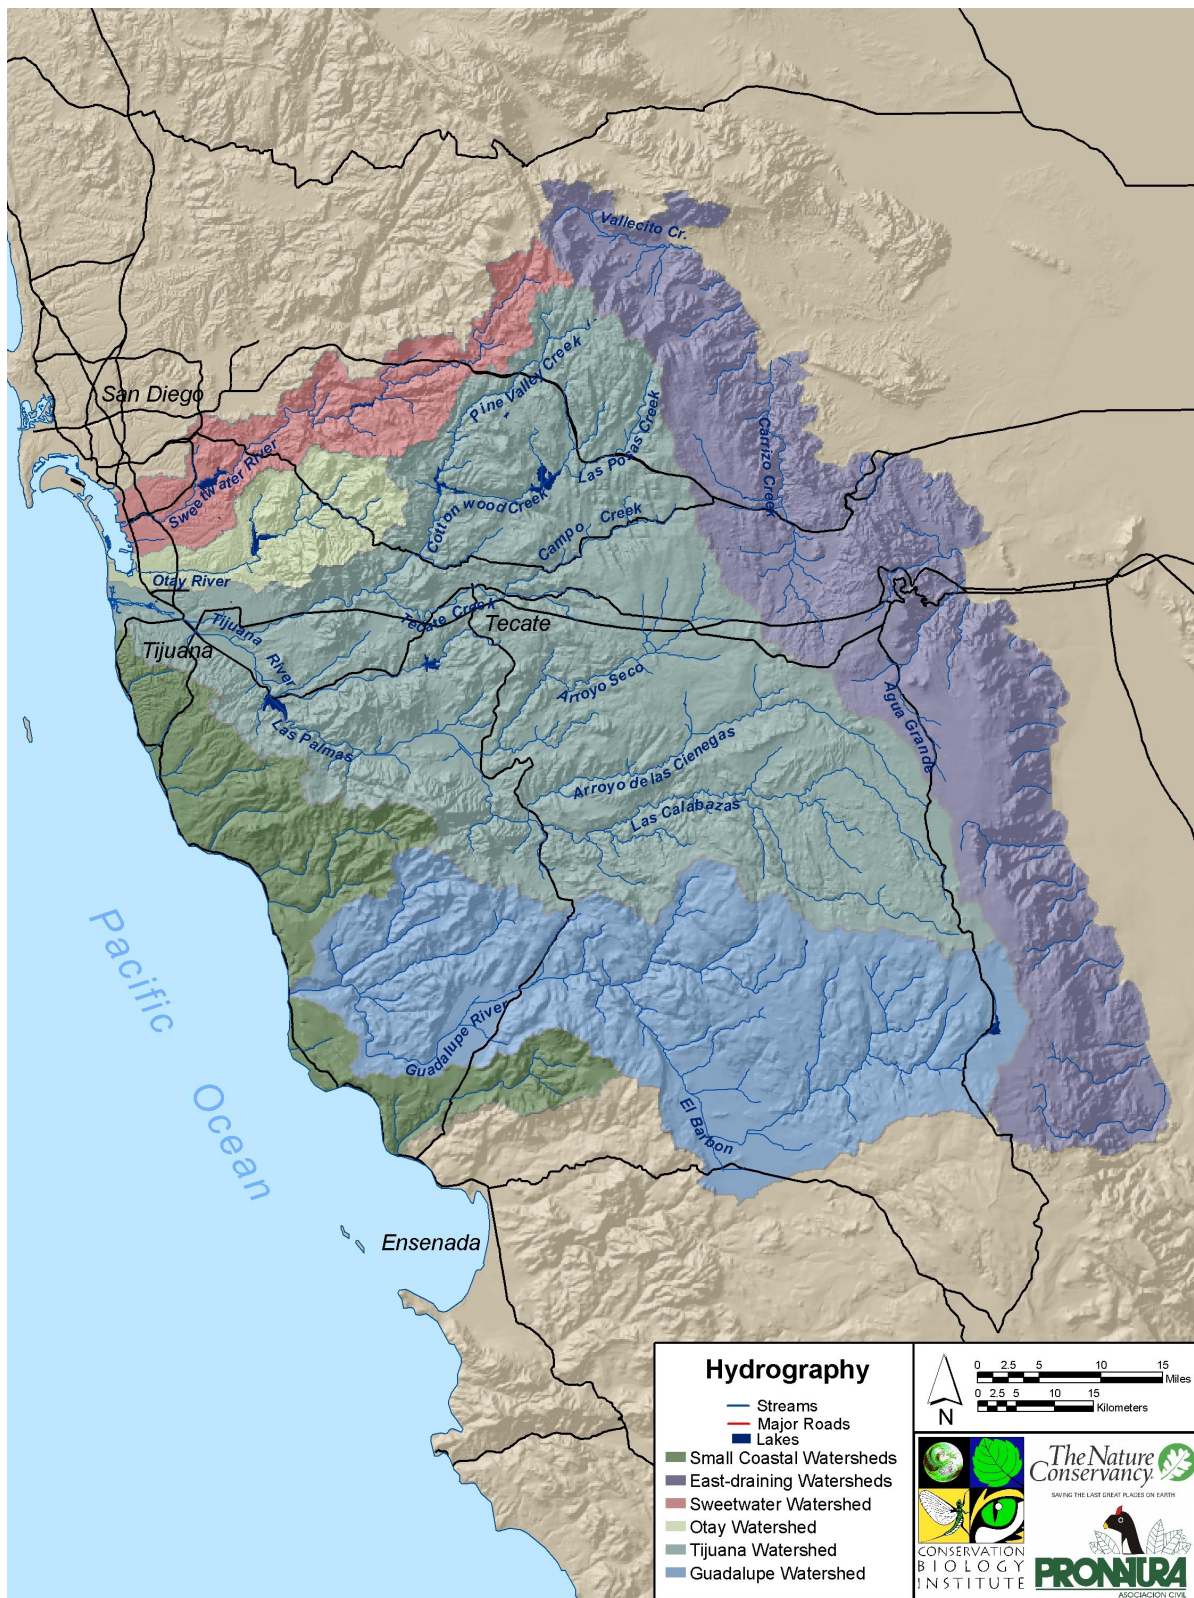 Vallecito Cr.
San Diego
Pine Valley Creek
Las Posas Creek
Carrizo Creek
Sweetwater River
Cottonwood Creek
Campo Creek
Otay River
Tecate Creek
Tecate
Tijuana River
Tijuana
Arroyo Seco
Agua Grande
Las Palmas
Arroyo de las Cienegas
Las Calabazas
Pacific
Ocean
Guadalupe River
El Barbon
Ensenada
Hydrography
Streams
Major Roads
Lakes
Small Coastal Watersheds
East-draining Watersheds
Sweetwater Watershed
Otay Watershed
Tijuana Watershed
Guadalupe Watershed
N
0 2.5 5 10 15
Miles
0 2.5 5 10 15
Kilometers
CONSERVATION
BIOLOGY
INSTITUTE
The Nature
Conservancy
SAVING THE LAST GREAT PLACES ON EARTH
PRONATURA
ASOCIACIÓN CIVIL